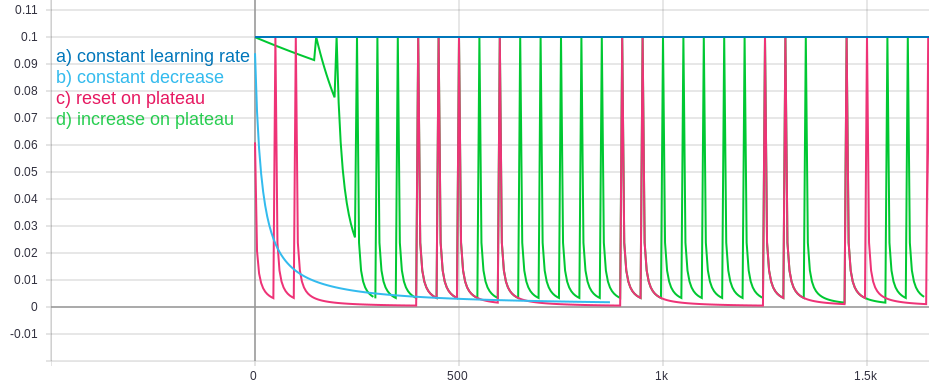 0.11
0.1
a) constant learning rate
0.09
b) constant decrease
0.08
c) reset on plateau
0.07
d) increase on plateau
0.06
0.05
0.04
0.03
0.02
0.01
0
-0.01
0 500 1k 1.5k